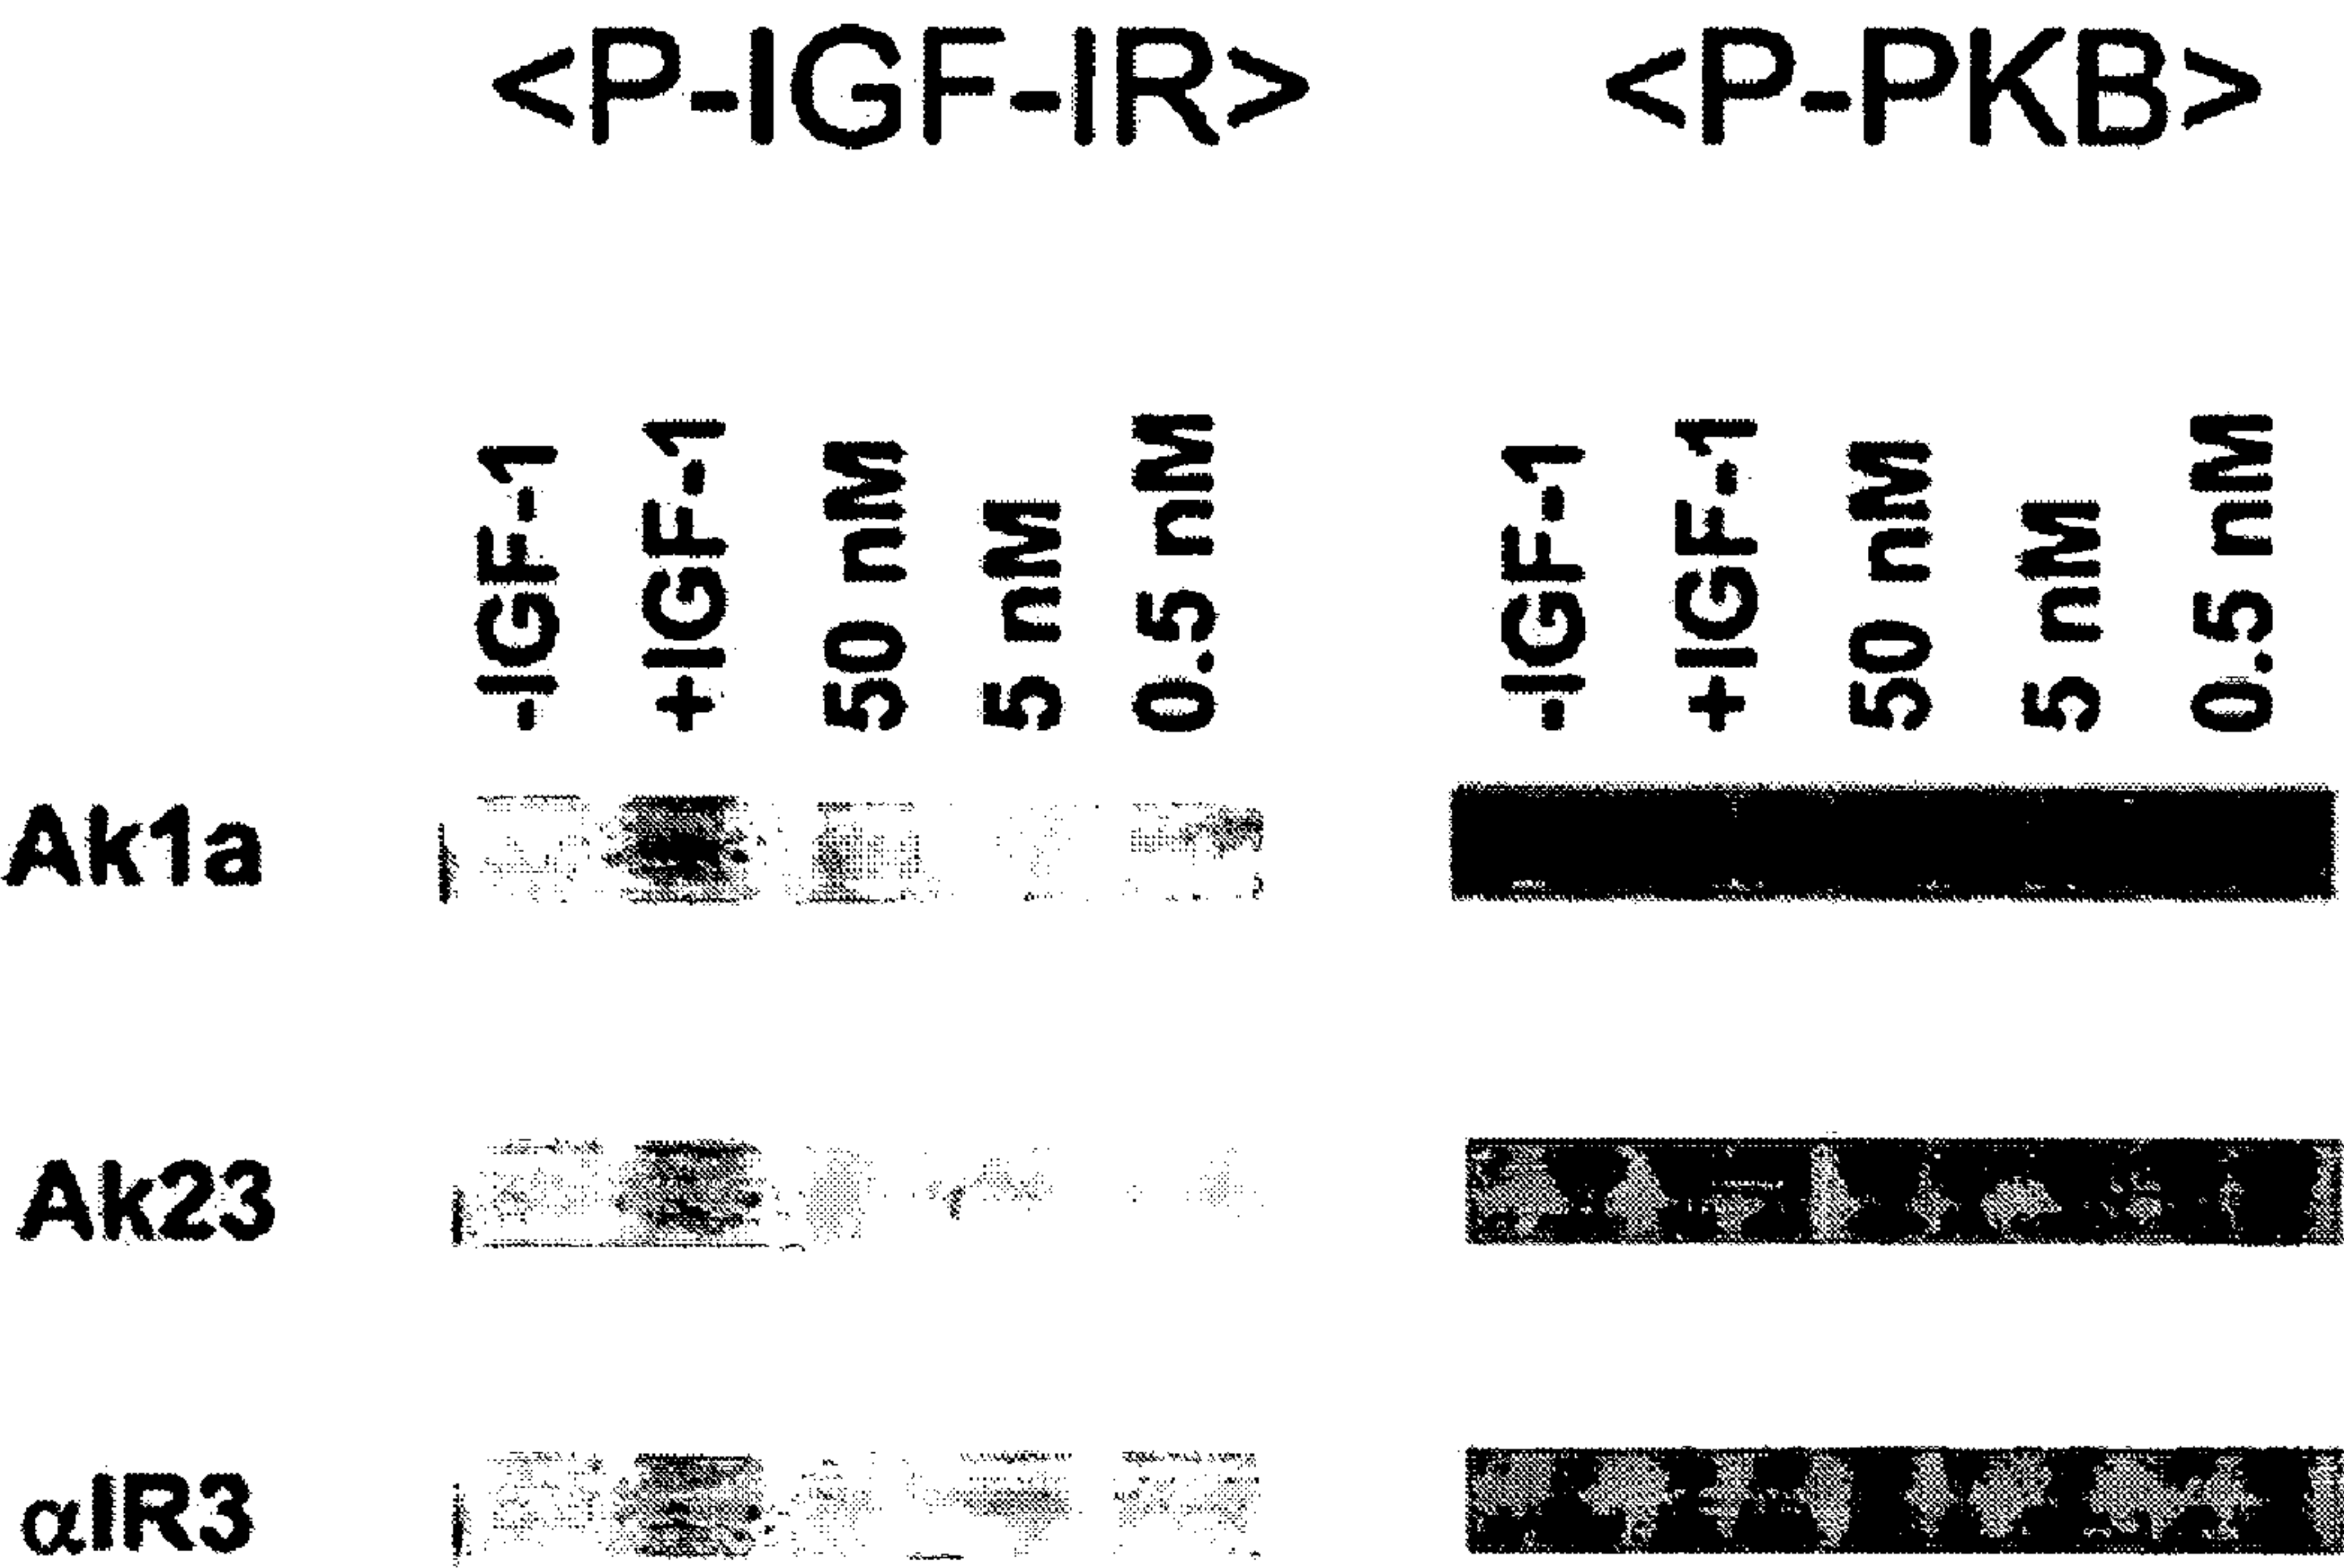 <P-IGF-IR> <P-PKB>
-IGF-1 +IGF-1 50 nM 5 nM 0.5 nM -IGF-1 +IGF-1 50 nM 5 nM 0.5 nM
Ak1a
Ak23
αIR3